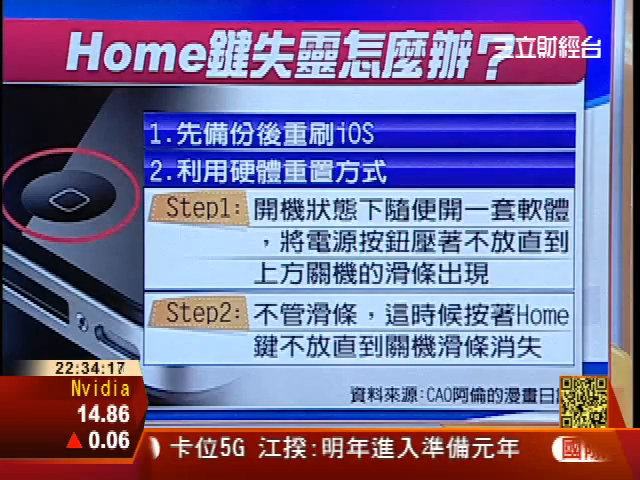 Home鍵失靈怎麼辦?
三立財經台
1.先備份後重刷iOS
2.利用硬體重置方式
Step1:
開機狀態下隨便開一套軟體
,將電源按鈕壓著不放直到
上方關機的滑條出現
Step2:
不管滑條,這時候按著Home
鍵不放直到關機滑條消失
資料來源:CAO阿倫的漫畫日
22:34:17
Nvidia
14.86
▲0.06
卡位5G 江揆:明年進入準備元年
國